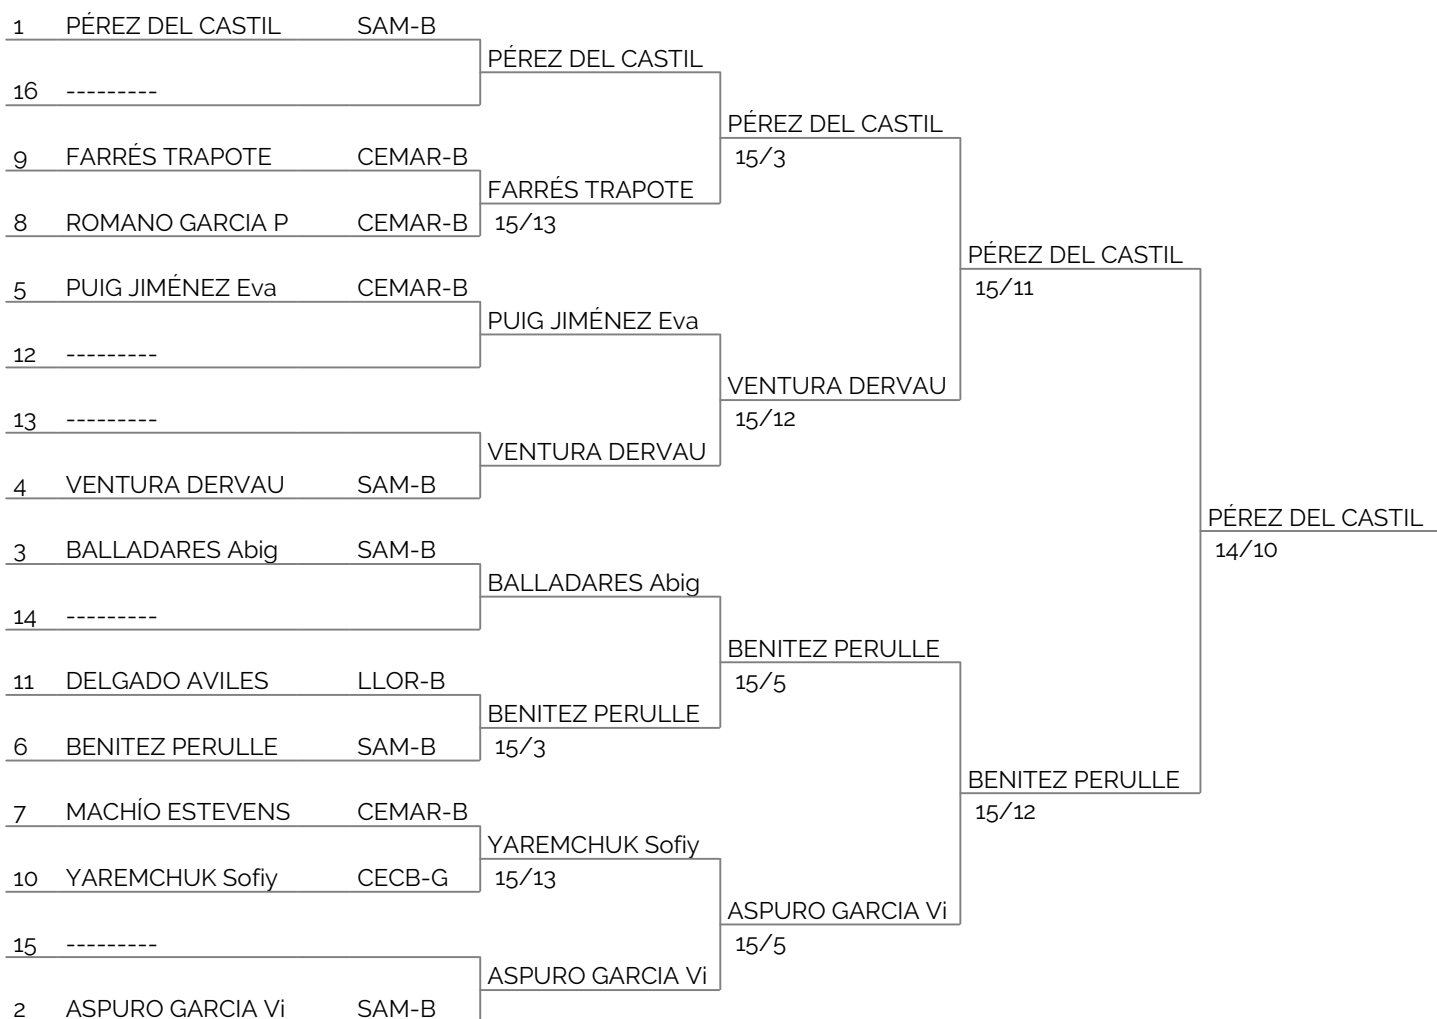 1 PÉREZ DEL CASTIL SAM-B
PÉREZ DEL CASTIL
16 ---------
PÉREZ DEL CASTIL
15/3
9 FARRÉS TRAPOTE CEMAR-B
FARRÉS TRAPOTE
15/13
8 ROMANO GARCIA P CEMAR-B
PÉREZ DEL CASTIL
15/11
5 PUIG JIMÉNEZ Eva CEMAR-B
PUIG JIMÉNEZ Eva
12 ---------
VENTURA DERVAU
15/12
13 ---------
VENTURA DERVAU
4 VENTURA DERVAU SAM-B
PÉREZ DEL CASTIL
14/10
3 BALLADARES Abig SAM-B
BALLADARES Abig
14 ---------
BENITEZ PERULLE
15/5
11 DELGADO AVILES LLOR-B
BENITEZ PERULLE
15/3
6 BENITEZ PERULLE SAM-B
BENITEZ PERULLE
15/12
7 MACHÍO ESTEVENS CEMAR-B
YAREMCHUK Sofiy
15/13
10 YAREMCHUK Sofiy CECB-G
ASPURO GARCIA Vi
15/5
15 ---------
ASPURO GARCIA Vi
2 ASPURO GARCIA Vi SAM-B